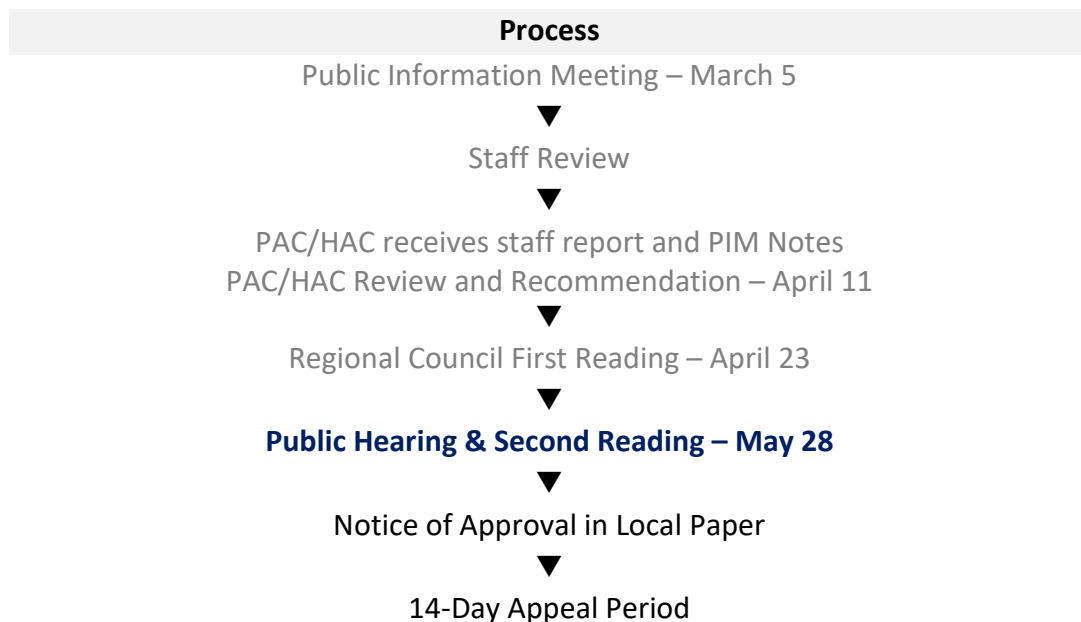 Process
Public Information Meeting – March 5
Staff Review
PAC/HAC receives staff report and PIM Notes
PAC/HAC Review and Recommendation – April 11
Regional Council First Reading – April 23
Public Hearing & Second Reading – May 28
Notice of Approval in Local Paper
14-Day Appeal Period